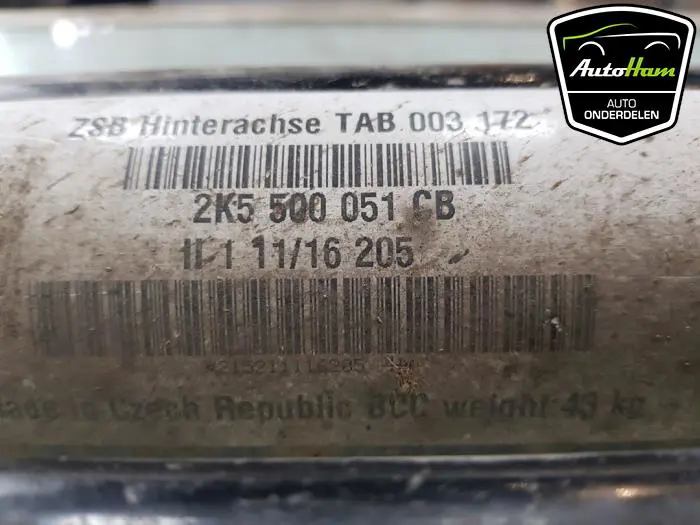 AutoHam
AUTO
ONDERDELEN
ZSB Hinterachse TAB 003 172
2K5 500 051 CB
1 11/16 205
Made in Czech Republic BCC weight 43 kg